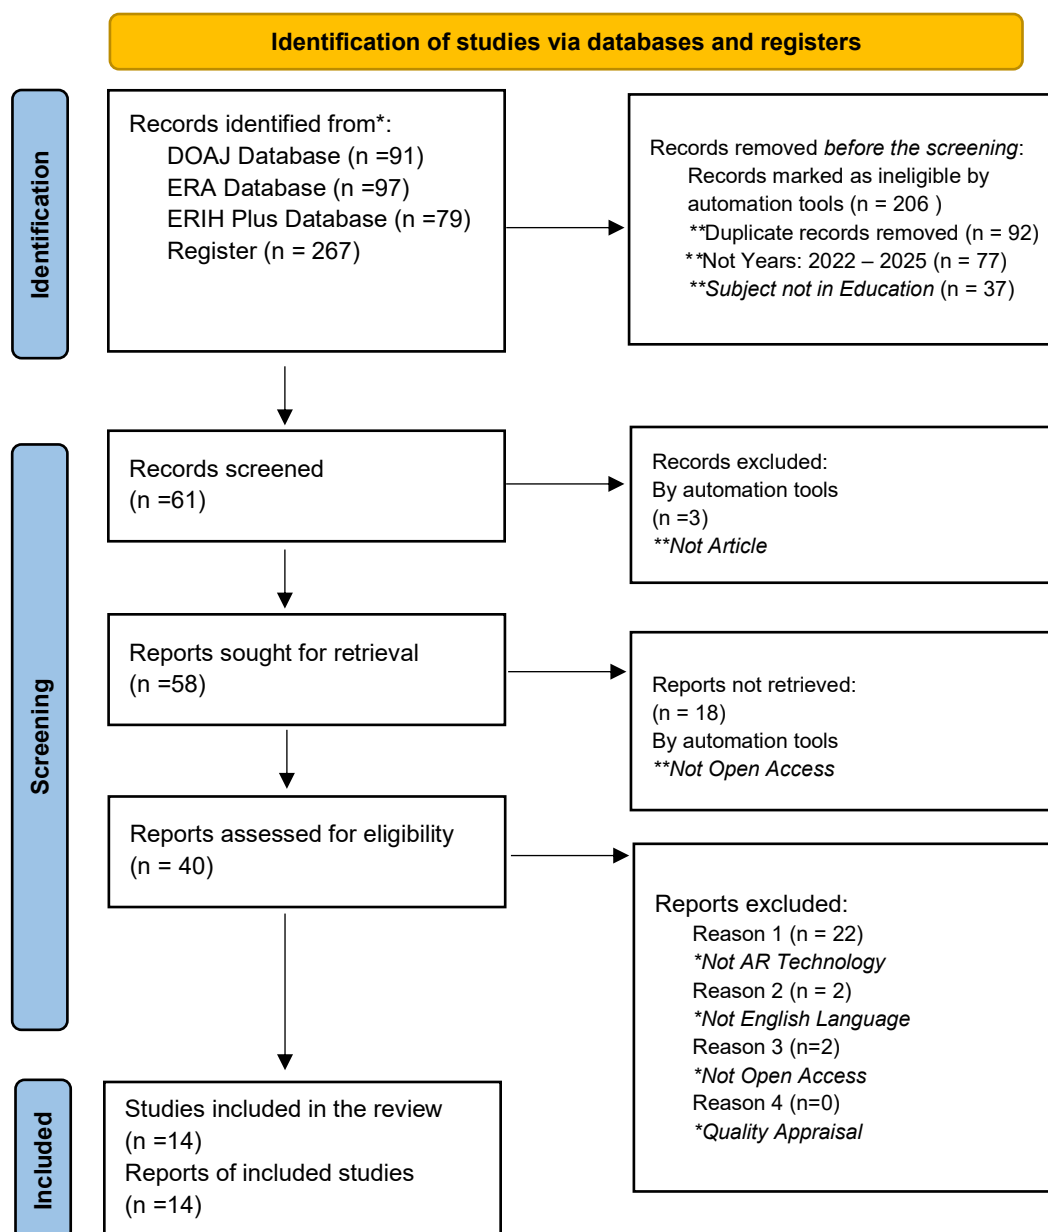 Identification of studies via databases and registers
Identification
Records identified from*:
DOAJ Database (n =91)
ERA Database (n =97)
ERIH Plus Database (n =79)
Register (n = 267)
Records removed before the screening:
Records marked as ineligible by
automation tools (n = 206 )
**Duplicate records removed (n = 92)
**Not Years: 2022 – 2025 (n = 77)
**Subject not in Education (n = 37)
Screening
Records screened
(n =61)
Records excluded:
By automation tools
(n =3)
**Not Article
Reports sought for retrieval
(n =58)
Reports not retrieved:
(n = 18)
By automation tools
**Not Open Access
Reports assessed for eligibility
(n = 40)
Reports excluded:
Reason 1 (n = 22)
*Not AR Technology
Reason 2 (n = 2)
*Not English Language
Reason 3 (n=2)
*Not Open Access
Reason 4 (n=0)
*Quality Appraisal
Included
Studies included in the review
(n =14)
Reports of included studies
(n =14)